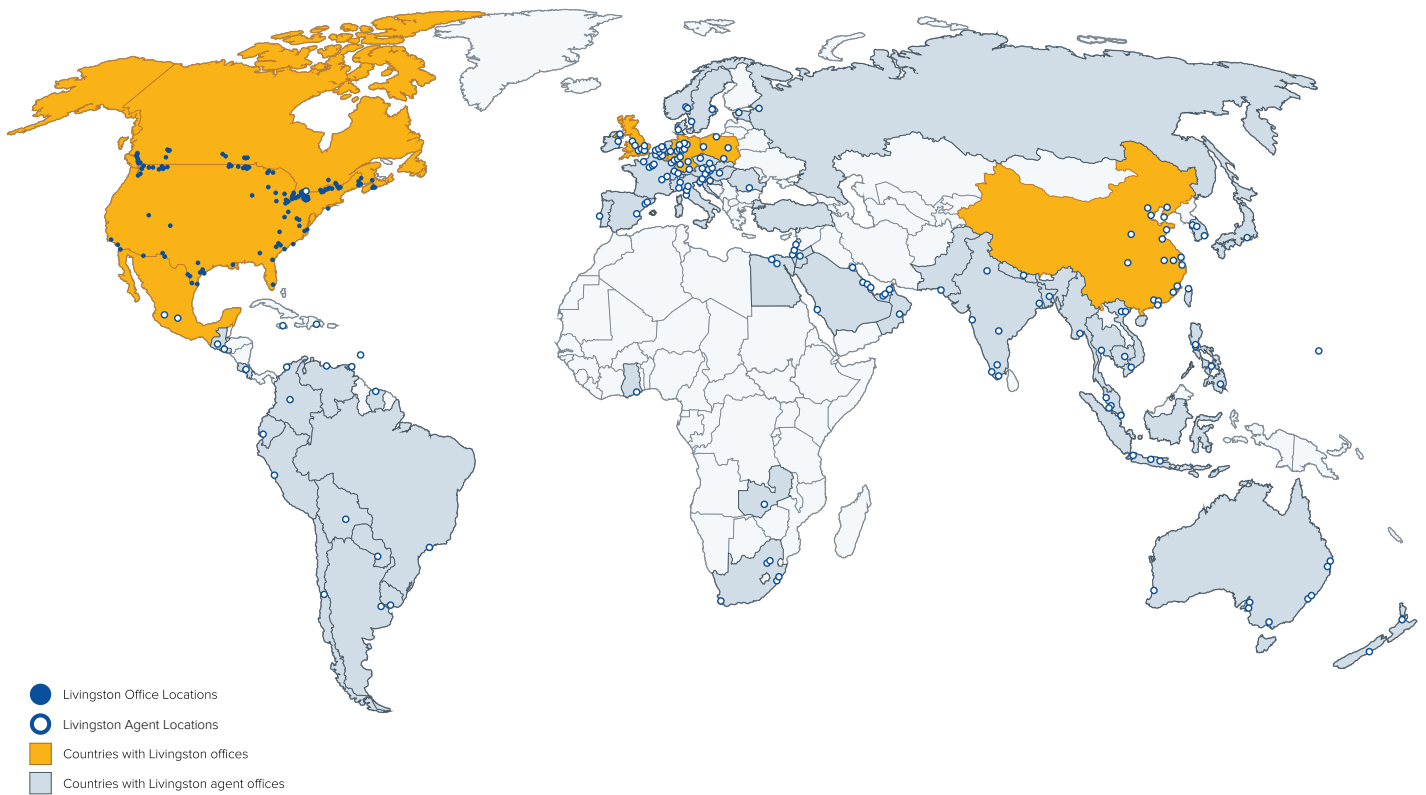 Livingston Office Locations
Livingston Agent Locations
Countries with Livingston offices
Countries with Livingston agent offices